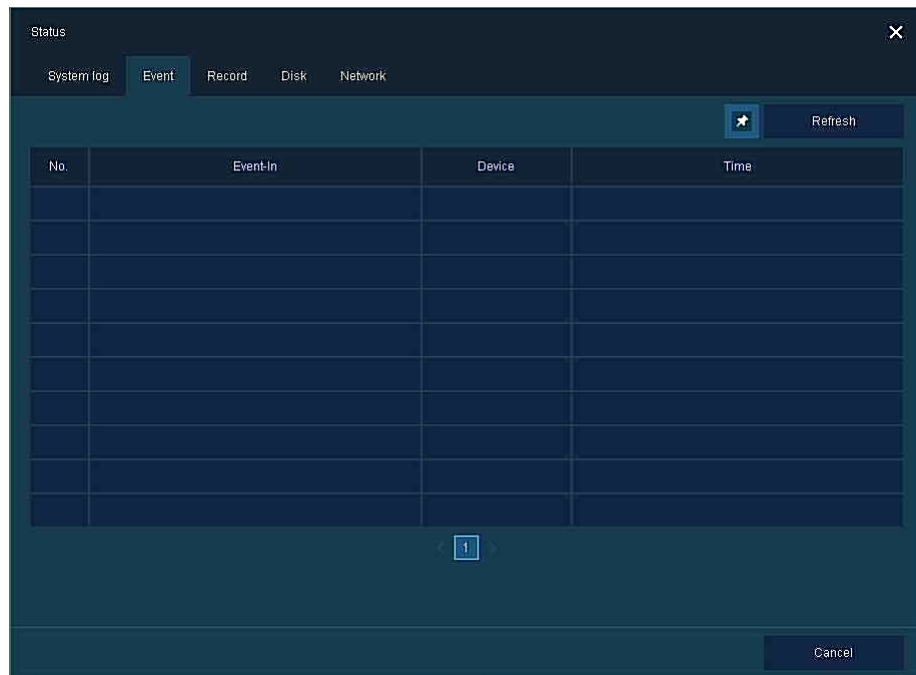 Status
System log Event Record Disk Network
Refresh
No. Event-In Device Time
1
Cancel